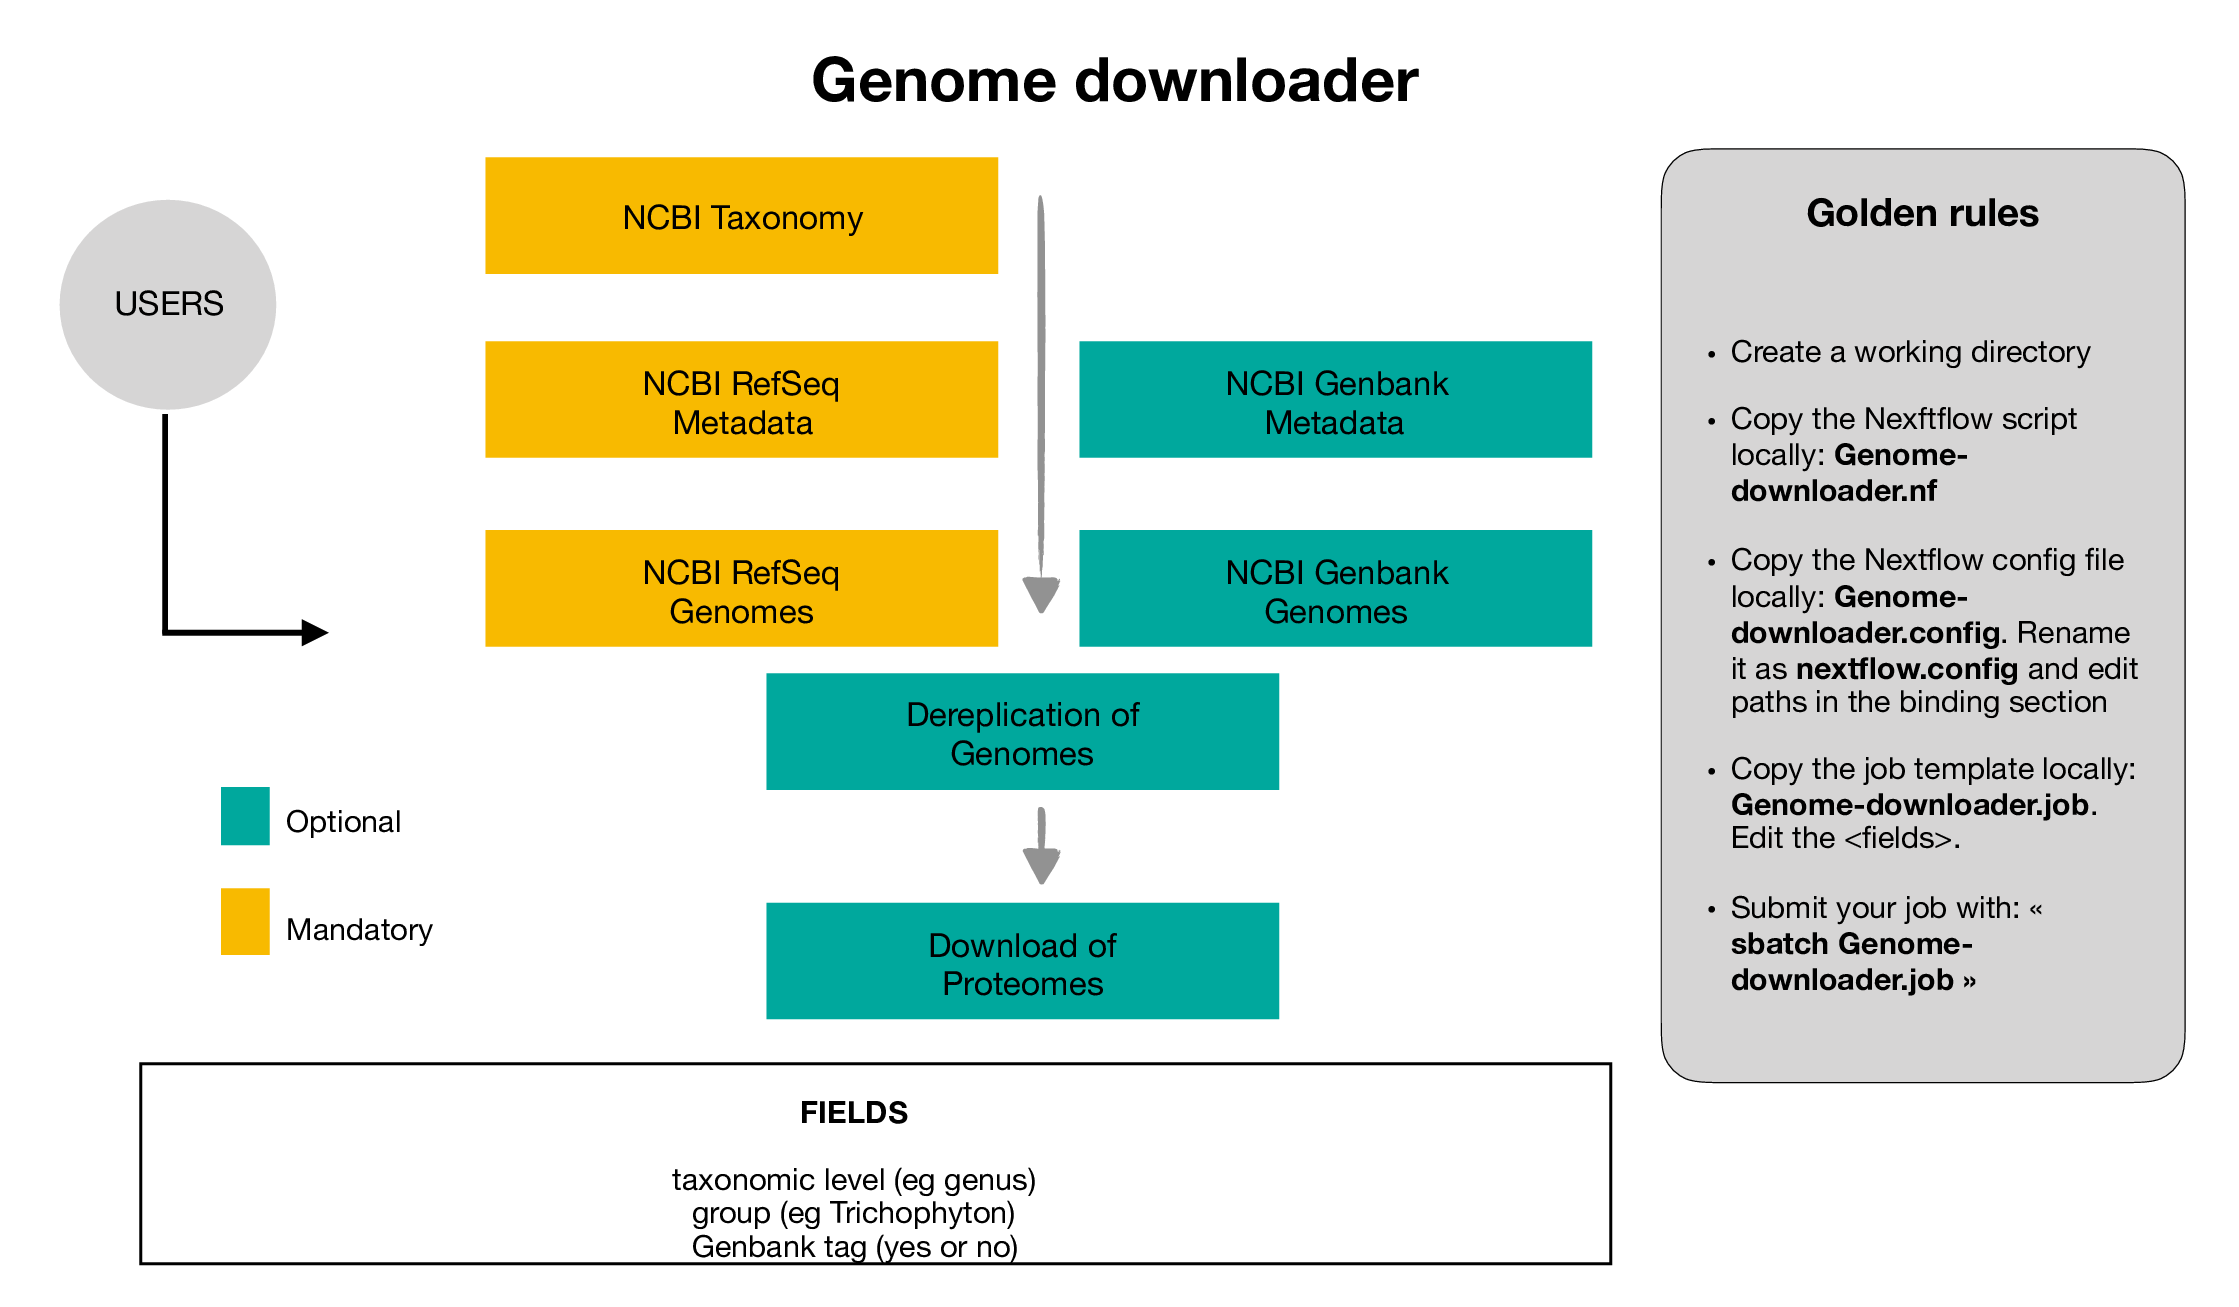 Genome downloader
USERS
NCBI Taxonomy
NCBI RefSeq
Metadata
NCBI Genbank
Metadata
NCBI RefSeq
Genomes
NCBI Genbank
Genomes
Dereplication of
Genomes
Download of
Proteomes
Optional
Mandatory
FIELDS
taxonomic level (eg genus)
group (eg Trichophyton)
Genbank tag (yes or no)
Golden rules
• Create a working directory
• Copy the Nexftflow script
locally: Genome-
downloader.nf
• Copy the Nextflow config file
locally: Genome-
downloader.config. Rename
it as nextflow.config and edit
paths in the binding section
• Copy the job template locally:
Genome-downloader.job.
Edit the <fields>.
• Submit your job with: «
sbatch Genome-
downloader.job »